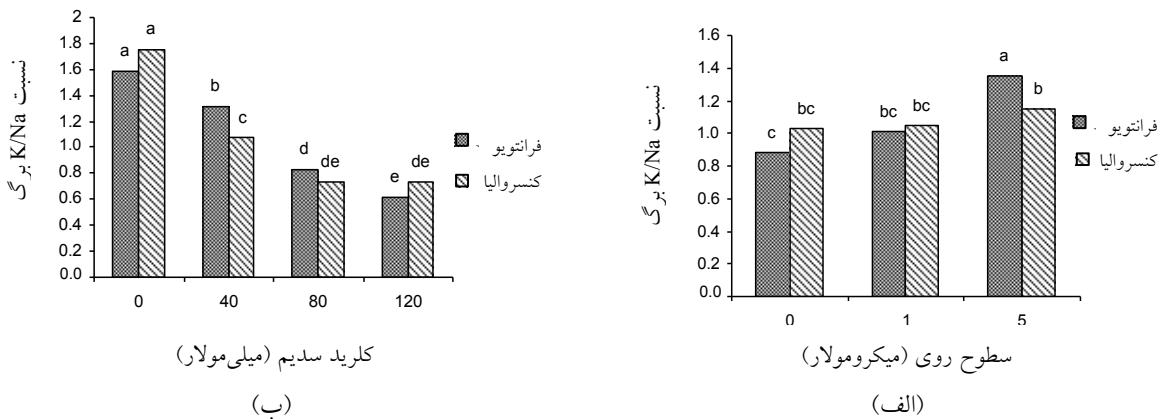 نسبت K/Na برگ
2
1.8
1.6
1.4
1.2
1.0
0.8
0.6
0.4
0.2
0.0
a a
b c
d de
e de
0 40 80 120
کلرید سدیم (میلی‌مولار)
فرانتویو
کنسروالیا
(ب)
نسبت K/Na برگ
1.6
1.4
1.2
1.0
0.8
0.6
0.4
0.2
0.0
c bc
bc bc
a b
0 1 5
سطوح روی (میکرومولار)
فرانتویو
کنسروالیا
(الف)